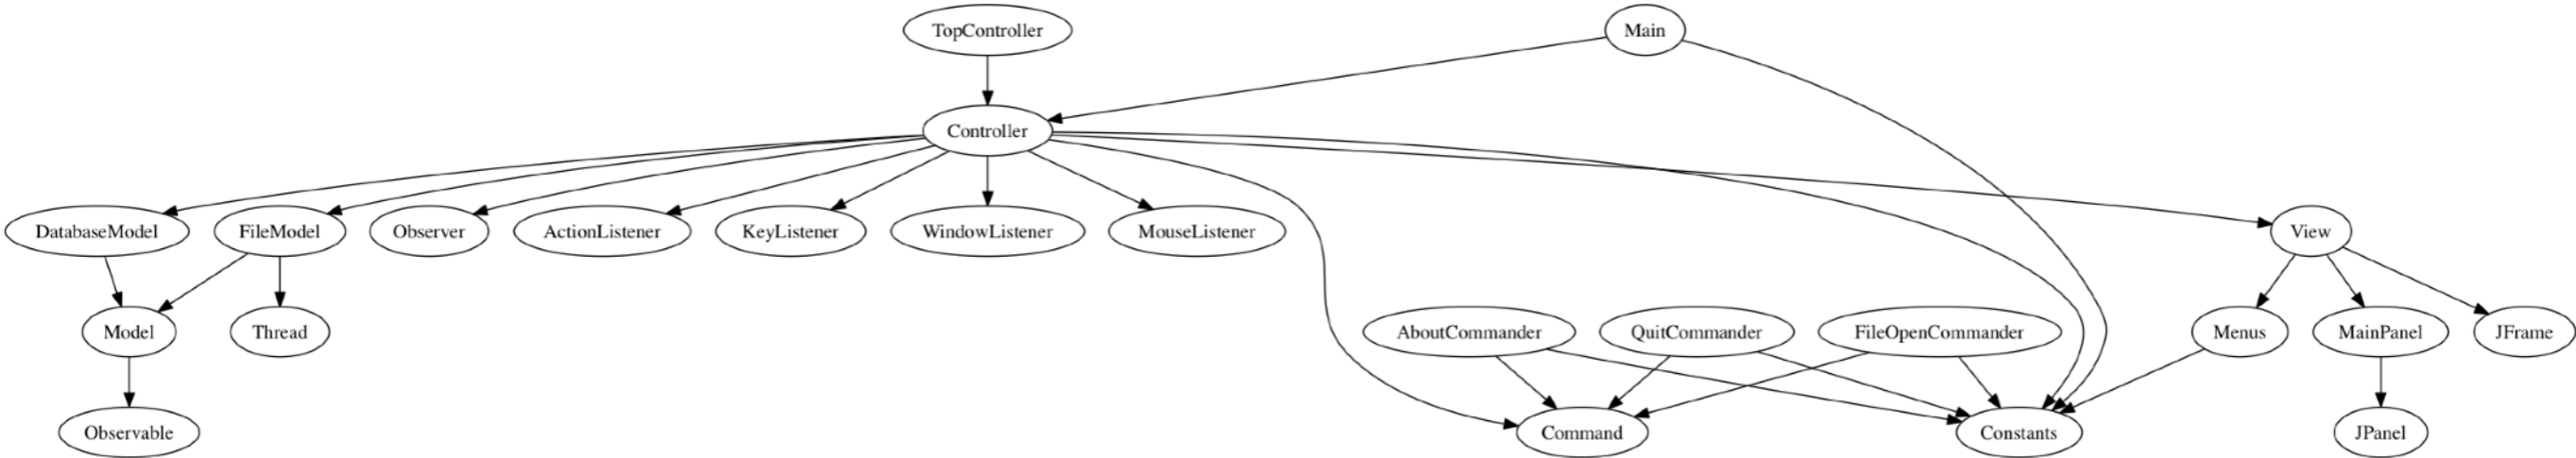 TopController
Main
Controller
DatabaseModel
FileModel
Observer
ActionListener
KeyListener
WindowListener
MouseListener
View
Model
Thread
AboutCommander
QuitCommander
FileOpenCommander
Menus
MainPanel
JFrame
Observable
Command
Constants
JPanel